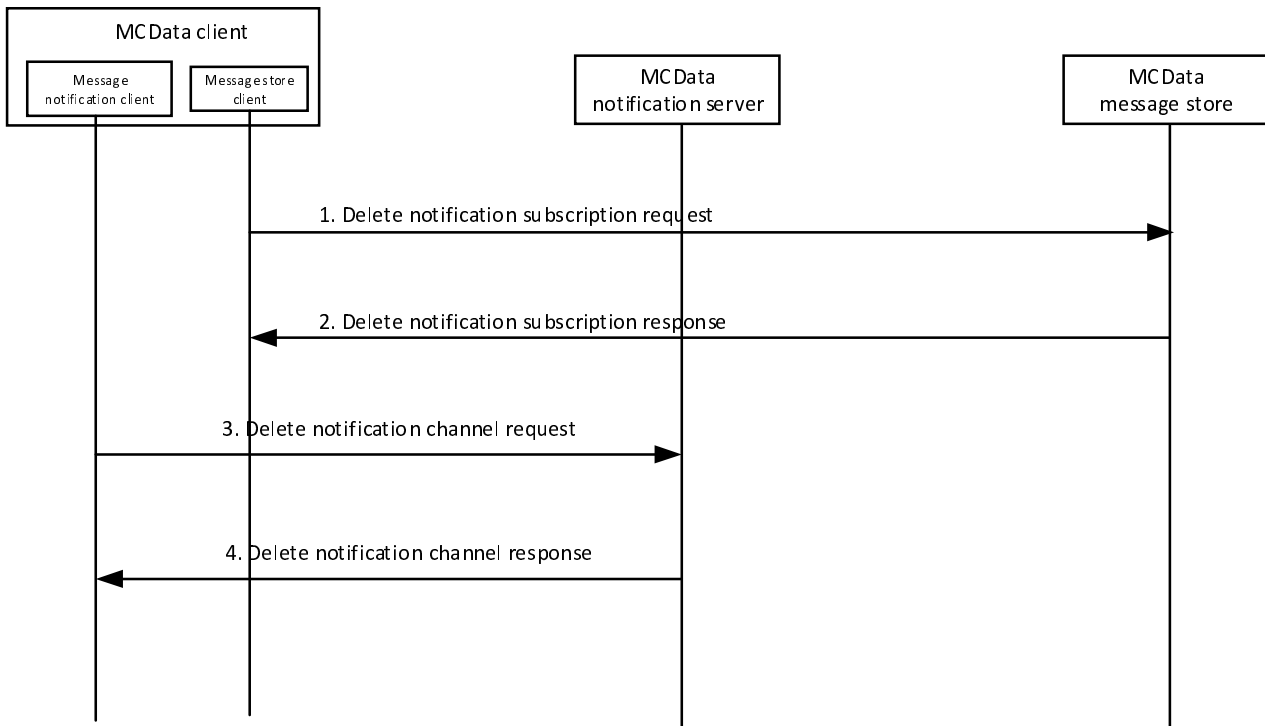 MCData client
Message
notification client
Message store
client
MCData
notification server
MCData
message store
1. Delete notification subscription request
2. Delete notification subscription response
3. Delete notification channel request
4. Delete notification channel response